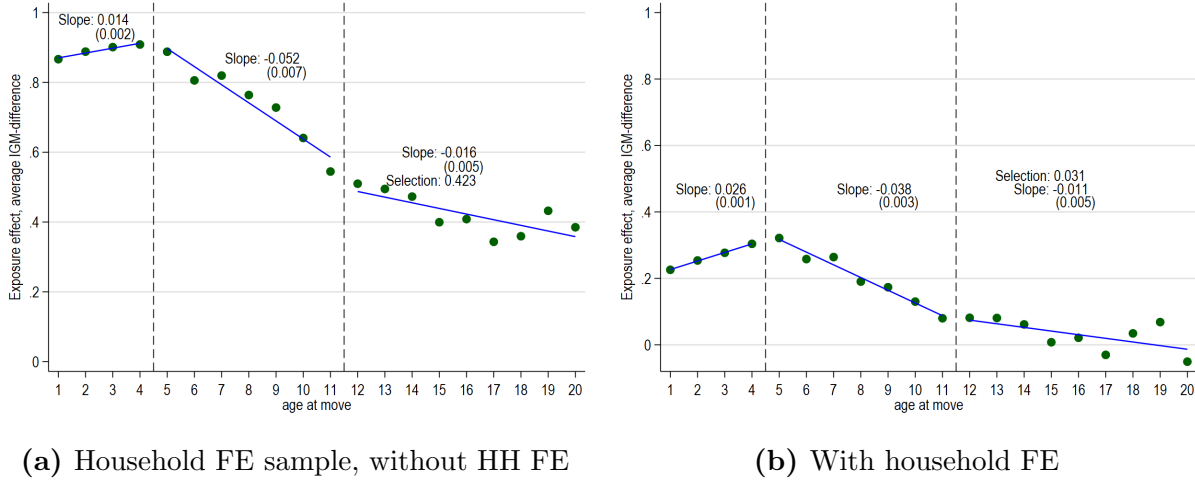 1
.8
.6
.4
.2
0
Exposure effect, average IGM-difference
Slope: 0.014
(0.002)
Slope: -0.052
(0.007)
Slope: -0.016
(0.005)
Selection: 0.423
1 2 3 4 5 6 7 8 9 10 11 12 13 14 15 16 17 18 19 20
age at move
(a) Household FE sample, without HH FE
1
.8
.6
.4
.2
0
Exposure effect, average IGM-difference
Slope: 0.026
(0.001)
Slope: -0.038
(0.003)
Selection: 0.031
Slope: -0.011
(0.005)
1 2 3 4 5 6 7 8 9 10 11 12 13 14 15 16 17 18 19 20
age at move
(b) With household FE